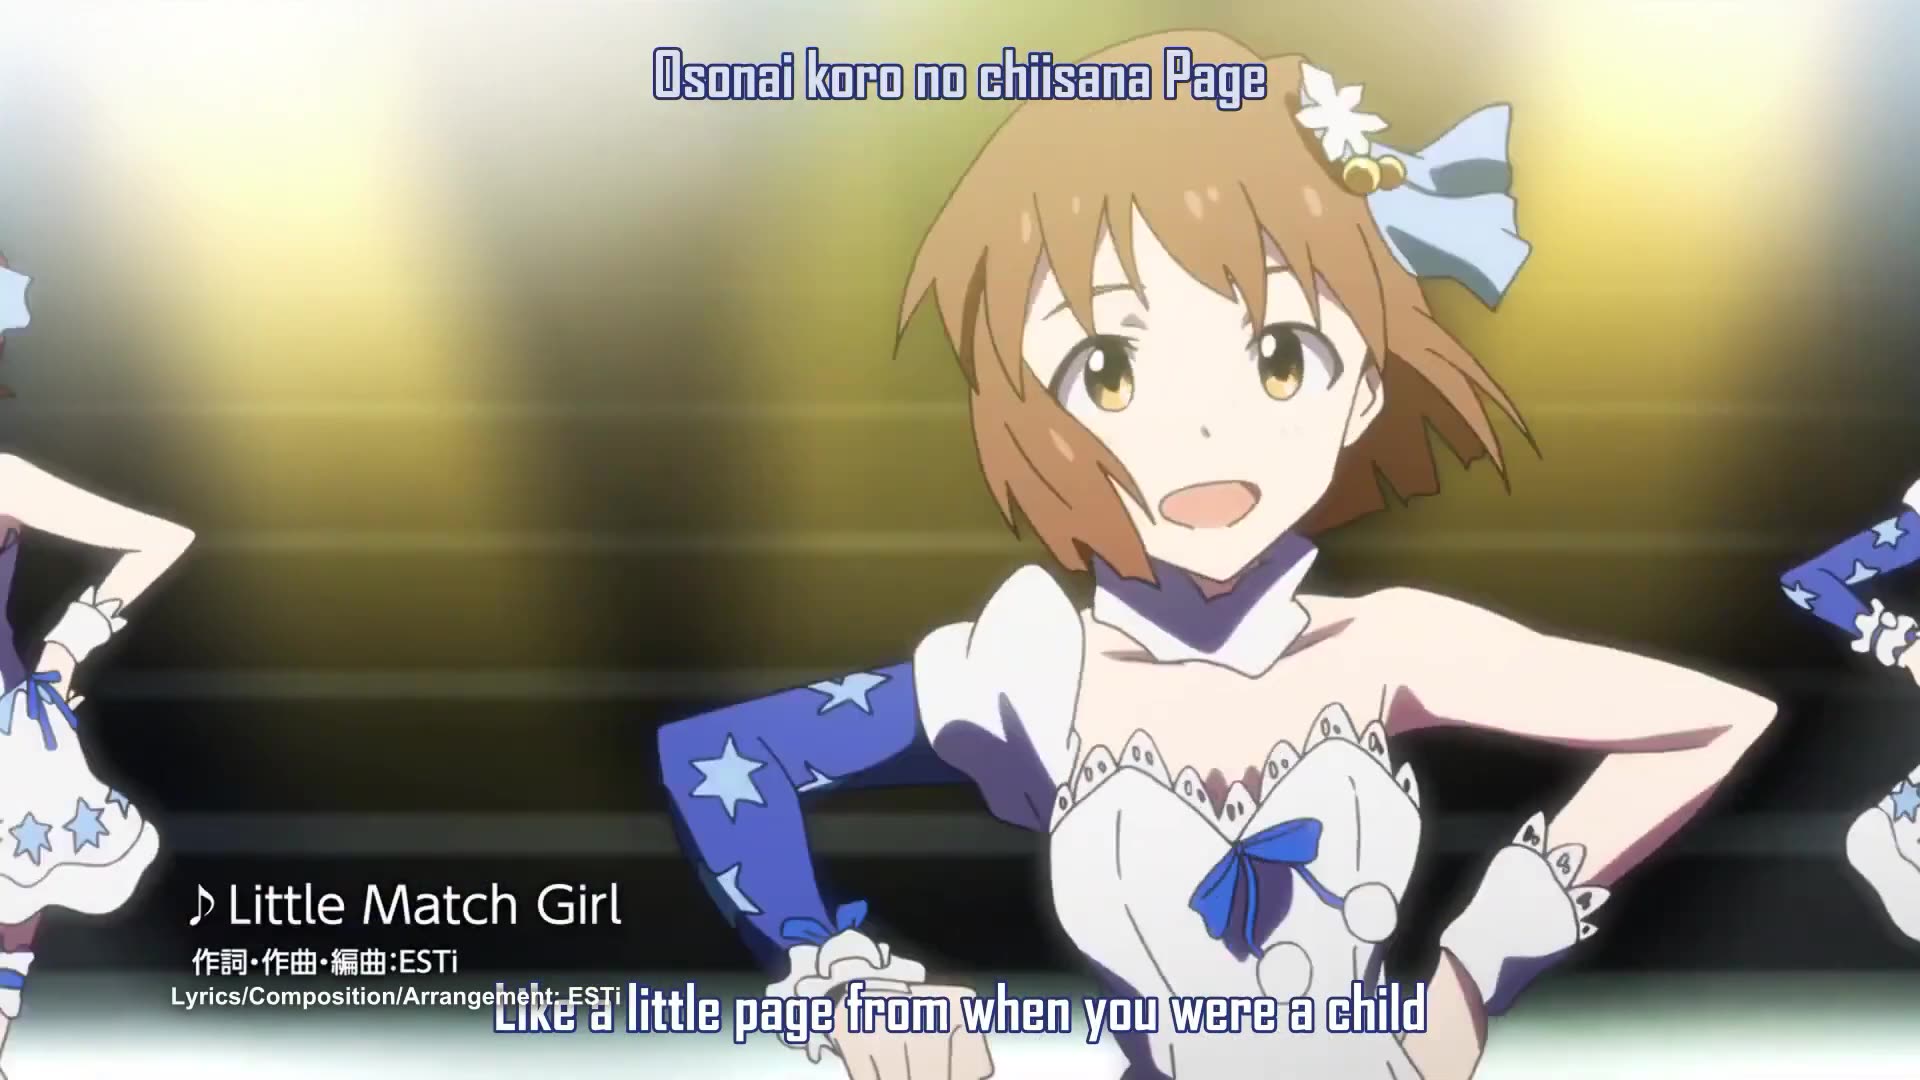 Osonai koro no chiisana Page
♪Little Match Girl
作詞・作曲・編曲:ESTi
Lyrics/Composition/Arrangement: ESTi
Like a little page from when you were a child